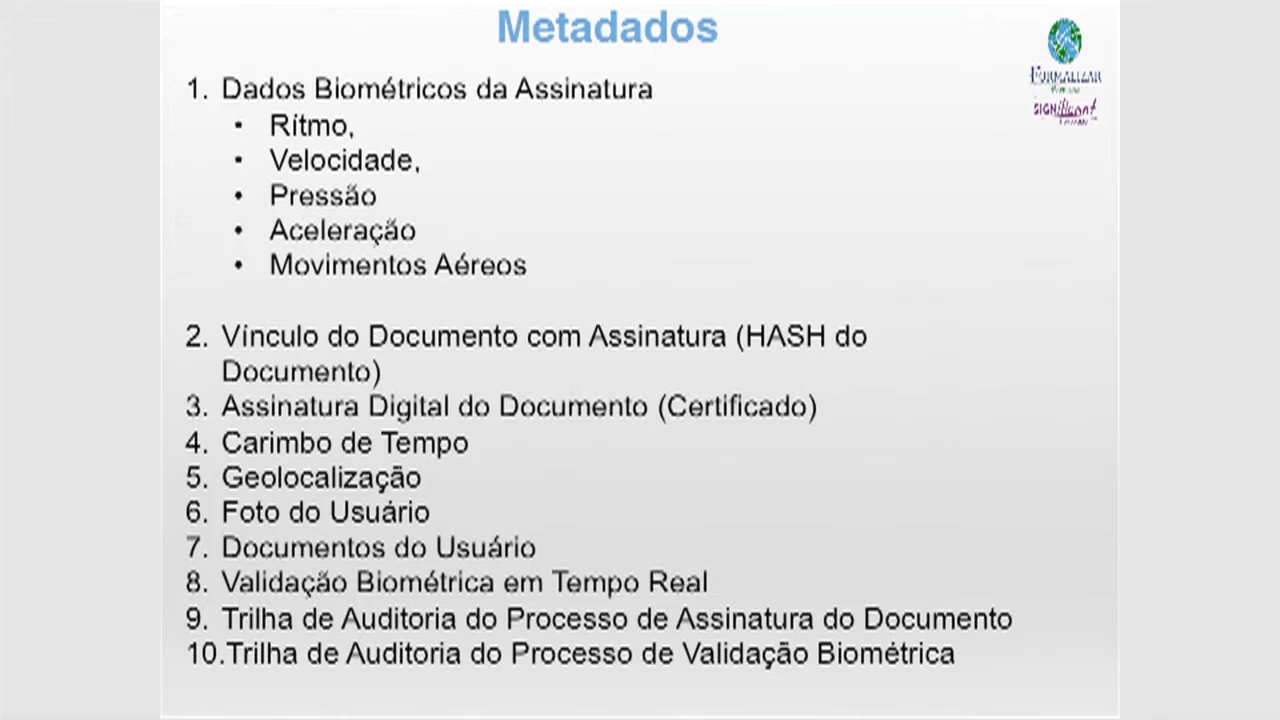 Metadados
FORMALIZAR
SIGNificant
1. Dados Biométricos da Assinatura
• Rítmo,
• Velocidade,
• Pressão
• Aceleração
• Movimentos Aéreos
2. Vínculo do Documento com Assinatura (HASH do
Documento)
3. Assinatura Digital do Documento (Certificado)
4. Carimbo de Tempo
5. Geolocalização
6. Foto do Usuário
7. Documentos do Usuário
8. Validação Biométrica em Tempo Real
9. Trilha de Auditoria do Processo de Assinatura do Documento
10.Trilha de Auditoria do Processo de Validação Biométrica